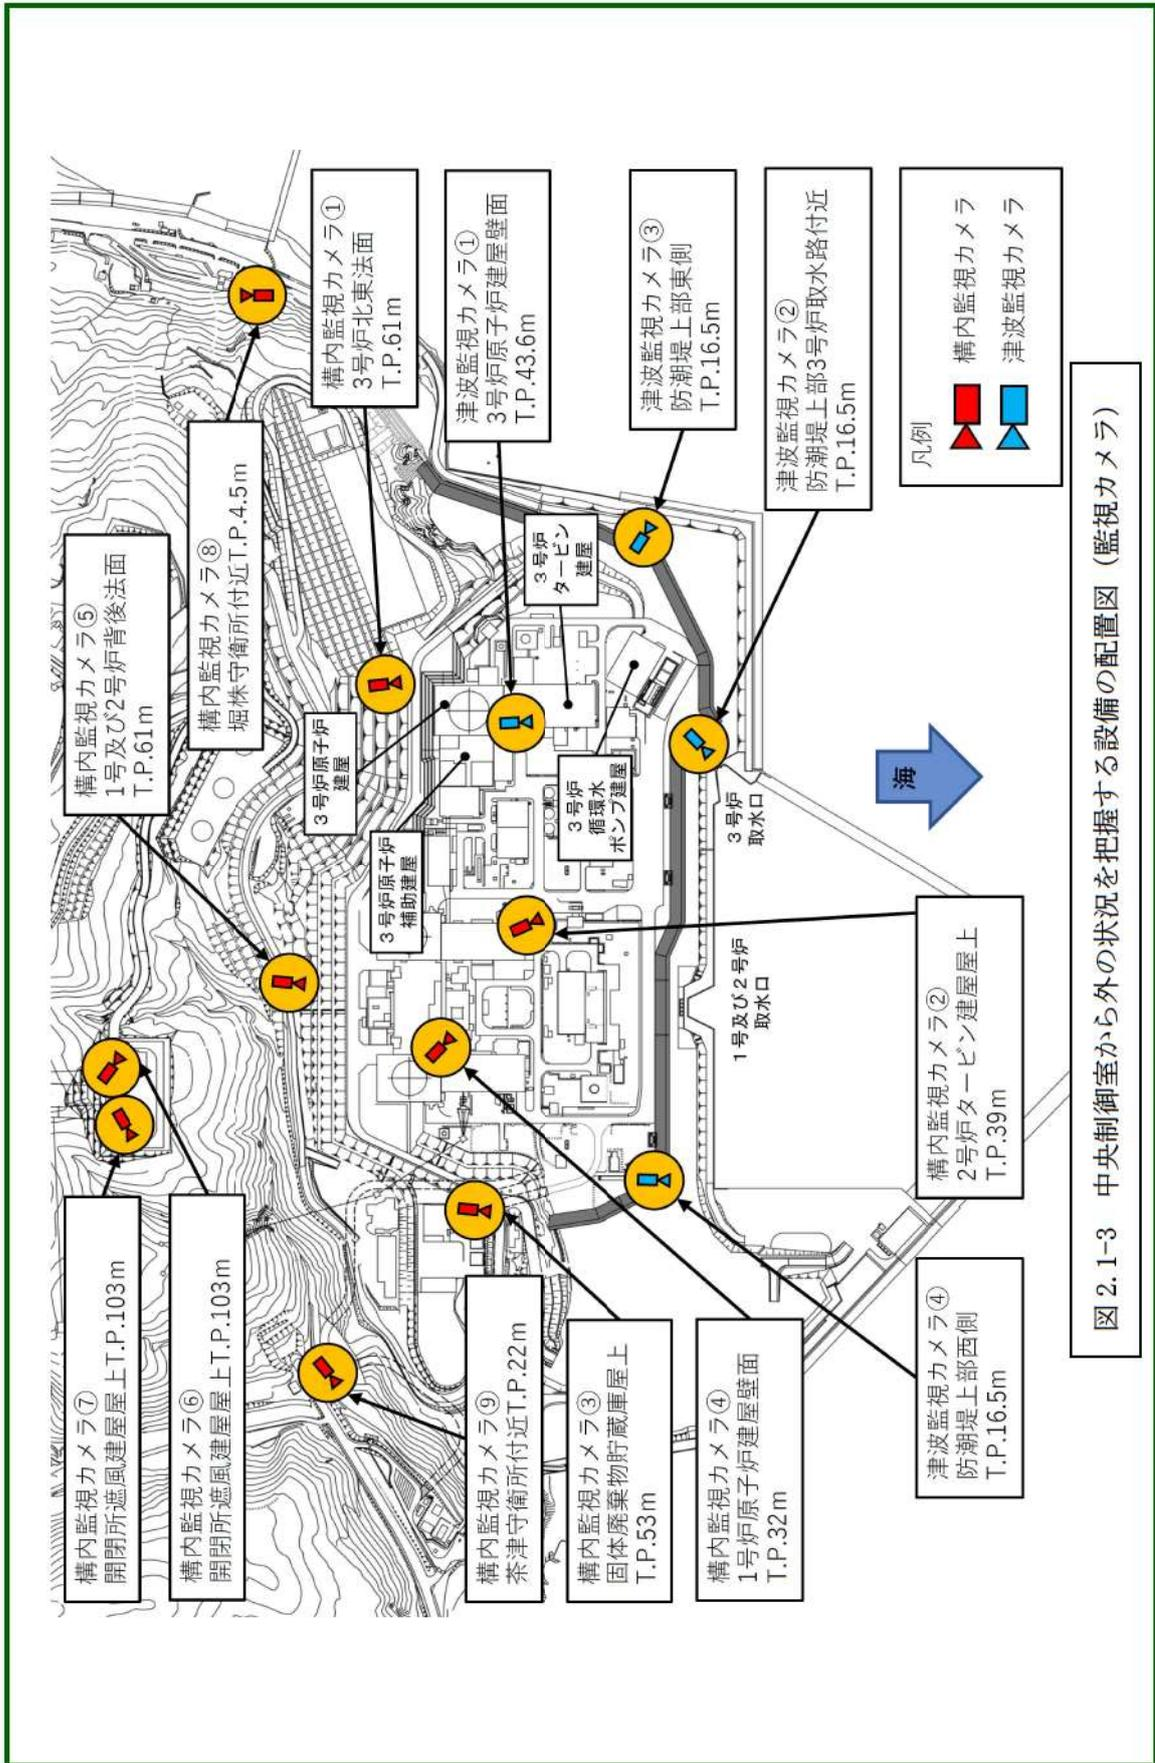 構内監視カメラ⑦
開閉所遮風建屋屋上T.P.103m
構内監視カメラ⑥
開閉所遮風建屋屋上T.P.103m
構内監視カメラ⑤
1号及び2号炉背後法面
T.P.61m
構内監視カメラ⑧
堀株守衛所付近T.P.4.5m
構内監視カメラ①
3号炉北東法面
T.P.61m
津波監視カメラ①
3号炉原子炉建屋壁面
T.P.43.6m
津波監視カメラ③
防潮堤上部東側
T.P.16.5m
津波監視カメラ②
防潮堤上部3号炉取水路付近
T.P.16.5m
3号炉原子炉
建屋
3号炉原子炉
補助建屋
3号炉
タービン
建屋
3号炉
循環水
ポンプ建屋
3号炉
取水口
1号及び2号炉
取水口
海
構内監視カメラ⑨
茶津守衛所付近T.P.22m
構内監視カメラ③
固体廃棄物貯蔵庫屋上
T.P.53m
構内監視カメラ④
1号炉原子炉建屋壁面
T.P.32m
津波監視カメラ④
防潮堤上部西側
T.P.16.5m
構内監視カメラ②
2号炉タービン建屋屋上
T.P.39m
凡例
構内監視カメラ
津波監視カメラ
図 2.1-3 中央制御室から外の状況を把握する設備の配置図（監視カメラ）